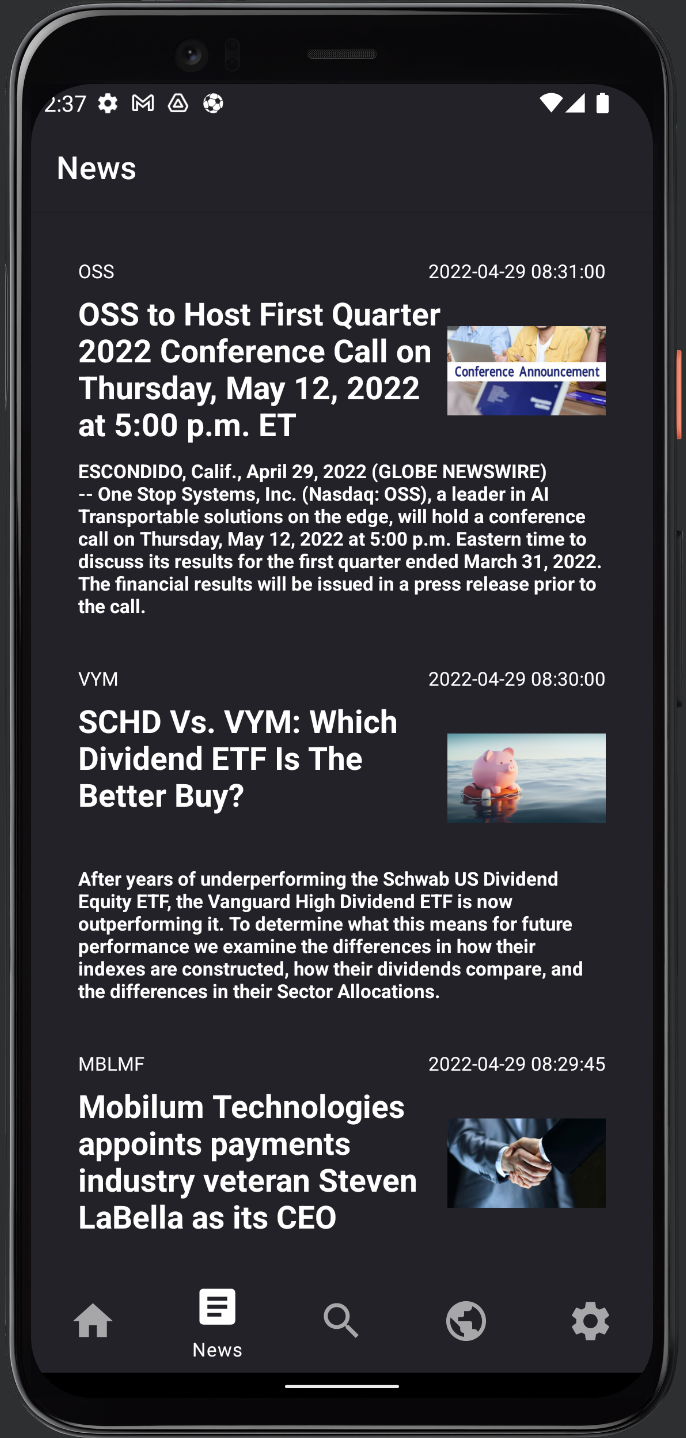 2:37
News
OSS
2022-04-29 08:31:00
OSS to Host First Quarter
2022 Conference Call on
Thursday, May 12, 2022
at 5:00 p.m. ET
Conference Announcement
ESCONDIDO, Calif., April 29, 2022 (GLOBE NEWSWIRE)
-- One Stop Systems, Inc. (Nasdaq: OSS), a leader in AI
Transportable solutions on the edge, will hold a conference
call on Thursday, May 12, 2022 at 5:00 p.m. Eastern time to
discuss its results for the first quarter ended March 31, 2022.
The financial results will be issued in a press release prior to
the call.
VYM
2022-04-29 08:30:00
SCHD Vs. VYM: Which
Dividend ETF Is The
Better Buy?
After years of underperforming the Schwab US Dividend
Equity ETF, the Vanguard High Dividend ETF is now
outperforming it. To determine what this means for future
performance we examine the differences in how their
indexes are constructed, how their dividends compare, and
the differences in their Sector Allocations.
MBLMF
2022-04-29 08:29:45
Mobilum Technologies
appoints payments
industry veteran Steven
LaBella as its CEO
News